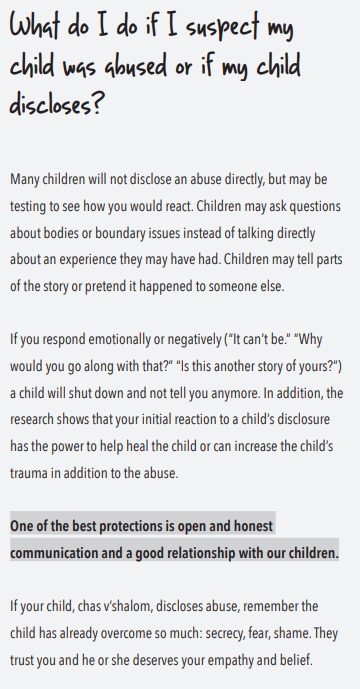 What do I do if I suspect my
child was abused or if my child
discloses?
Many children will not disclose an abuse directly, but may be
testing to see how you would react. Children may ask questions
about bodies or boundary issues instead of talking directly
about an experience they may have had. Children may tell parts
of the story or pretend it happened to someone else.
If you respond emotionally or negatively (“It can’t be.” “Why
would you go along with that?” “Is this another story of yours?”)
a child will shut down and not tell you anymore. In addition, the
research shows that your initial reaction to a child’s disclosure
has the power to help heal the child or can increase the child’s
trauma in addition to the abuse.
One of the best protections is open and honest
communication and a good relationship with our children.
If your child, chas v’shalom, discloses abuse, remember the
child has already overcome so much: secrecy, fear, shame. They
trust you and he or she deserves your empathy and belief.